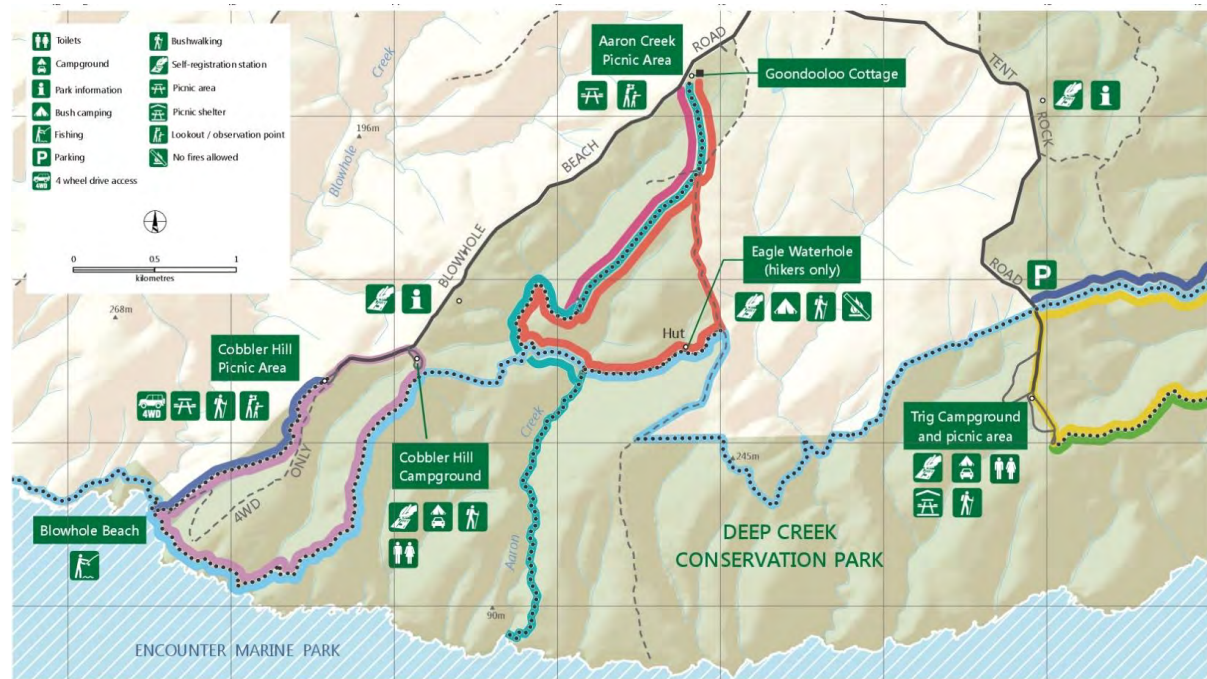 Toilets
Campground
Park information
Bush camping
Fishing
P
Parking
4WD
4 wheel drive access
Bushwalking
Self-registration station
Picnic area
Picnic shelter
Lookout / observation point
No fires allowed
0
0.5
1
kilometres
Creek
Blowhole
196m
268m
Aaron Creek
Picnic Area
ROAD
Goondooloo Cottage
BEACH
BLOWHOLE
TENT
ROCK
ROAD
P
Eagle Waterhole
(hikers only)
Hut
Cobbler Hill
Picnic Area
4WD
Cobbler Hill
Campground
ONLY
4WD
Blowhole Beach
Creek
Aaron
90m
245m
Trig Campground
and picnic area
DEEP CREEK
CONSERVATION PARK
ENCOUNTER MARINE PARK